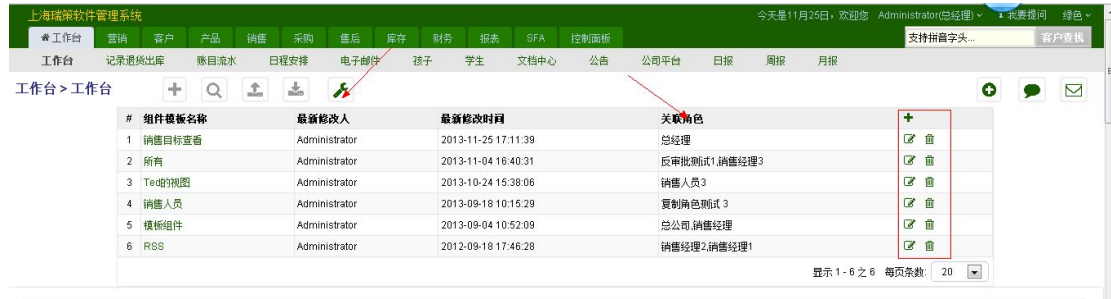 上海瑞策软件管理系统 今天是11月25日，欢迎您 Administrator(总经理) 我要提问 绿色
工作台 营销 客户 产品 销售 采购 售后 库存 财务 报表 SFA 控制面板 支持拼音字头... 客户查找
工作台 记录退货出库 账目流水 日程安排 电子邮件 孩子 学生 文档中心 公告 公司平台 日报 周报 月报
工作台>工作台
# 组件模板名称 最新修改人 最新修改时间 关联角色
1 销售目标查看 Administrator 2013-11-25 17:11:39 总经理
2 所有 Administrator 2013-11-04 16:40:31 反审批测试1,销售经理3
3 Ted的视图 Administrator 2013-10-24 15:38:06 销售人员3
4 销售人员 Administrator 2013-09-18 10:15:29 复制角色测试 3
5 模板组件 Administrator 2013-09-04 10:52:09 总公司,销售经理
6 RSS Administrator 2012-09-18 17:46:28 销售经理2,销售经理1
显示 1 - 6 之 6 每页条数: 20